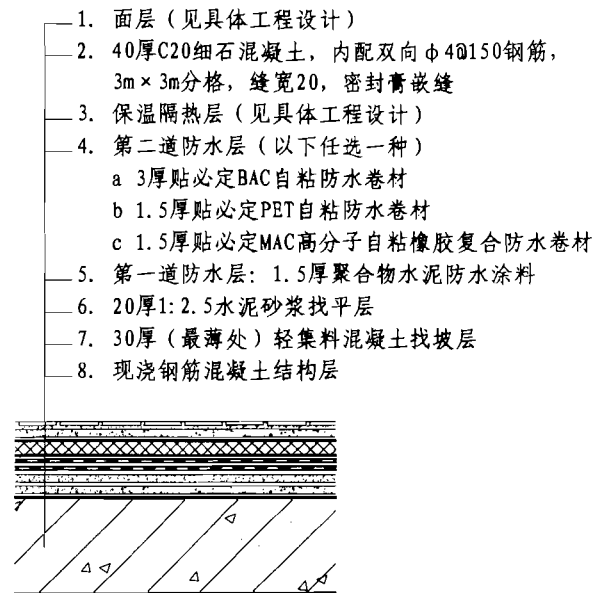 1. 面层（见具体工程设计）
2. 40厚C20细石混凝土，内配双向ф4@150钢筋，
3m×3m分格，缝宽20，密封膏嵌缝
3. 保温隔热层（见具体工程设计）
4. 第二道防水层（以下任选一种）
a 3厚贴必定BAC自粘防水卷材
b 1.5厚贴必定PET自粘防水卷材
c 1.5厚贴必定MAC高分子自粘橡胶复合防水卷材
5. 第一道防水层：1.5厚聚合物水泥防水涂料
6. 20厚1:2.5水泥砂浆找平层
7. 30厚（最薄处）轻集料混凝土找坡层
8. 现浇钢筋混凝土结构层